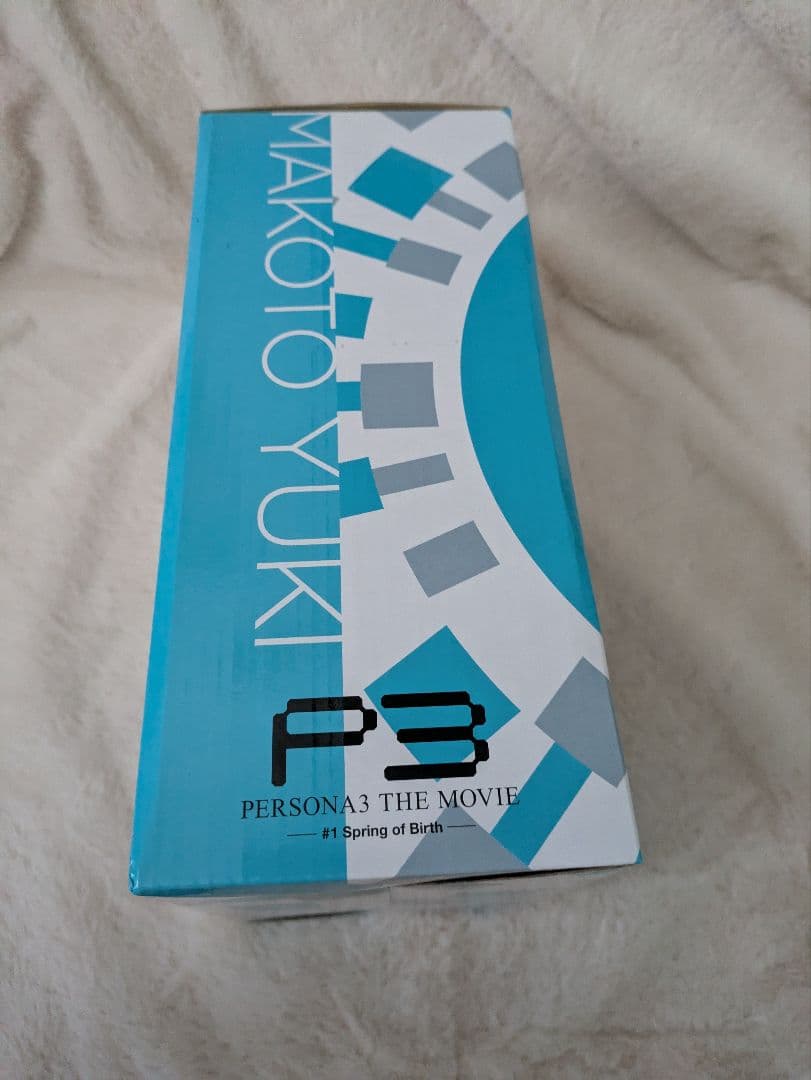 MAKOTO YUKI
P3
PERSONA3 THE MOVIE
#1 Spring of Birth